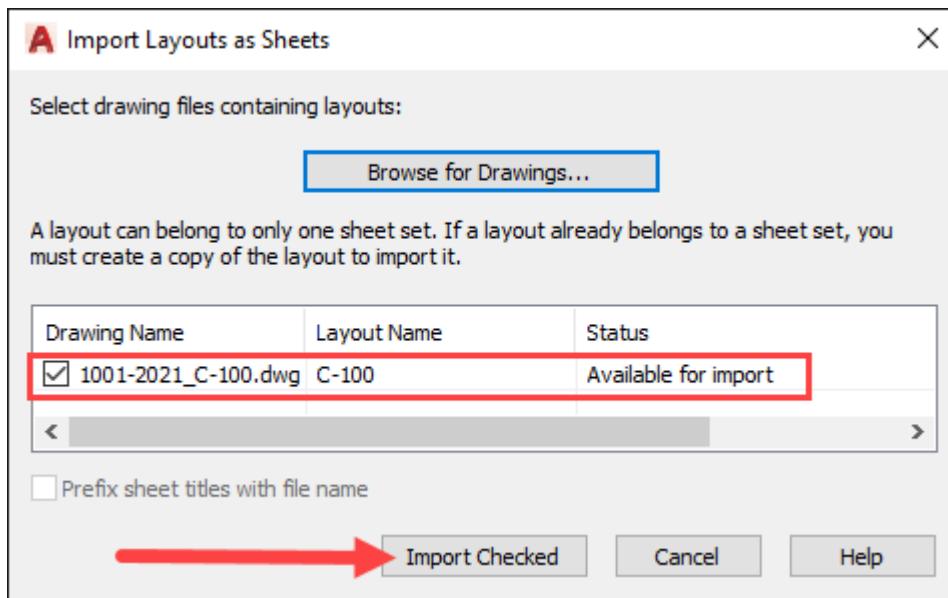 Import Layouts as Sheets
Select drawing files containing layouts:
Browse for Drawings...
A layout can belong to only one sheet set. If a layout already belongs to a sheet set, you
must create a copy of the layout to import it.
Drawing Name Layout Name Status
1001-2021_C-100.dwg C-100 Available for import
Prefix sheet titles with file name
Import Checked Cancel Help